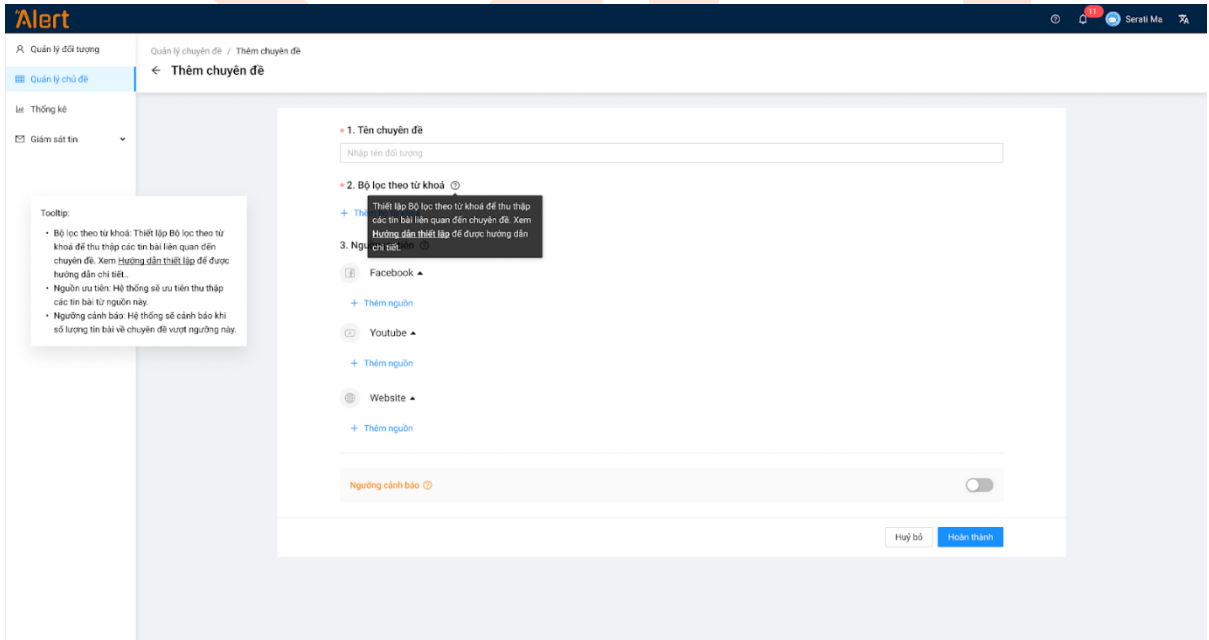 Alert
11
Serati Ma
Quản lý đối tượng
Quản lý chủ đề
Thống kê
Giám sát tin
Quản lý chuyên đề / Thêm chuyên đề
← Thêm chuyên đề
* 1. Tên chuyên đề
Nhập tên đối tượng
* 2. Bộ lọc theo từ khoá
Thiết lập Bộ lọc theo từ khoá để thu thập
các tin bài liên quan đến chuyên đề. Xem
Hướng dẫn thiết lập để được hướng dẫn
chi tiết.
Facebook
+ Thêm nguồn
Youtube
+ Thêm nguồn
Website
+ Thêm nguồn
Ngưỡng cảnh báo
Huỷ bỏ
Hoàn thành
Tooltip:
• Bộ lọc theo từ khoá: Thiết lập Bộ lọc theo từ
khoá để thu thập các tin bài liên quan đến
chuyên đề. Xem Hướng dẫn thiết lập để được
hướng dẫn chi tiết..
• Nguồn ưu tiên: Hệ thống sẽ ưu tiên thu thập
các tin bài từ nguồn này.
• Ngưỡng cảnh báo: Hệ thống sẽ cảnh báo khi
số lượng tin bài về chuyên đề vượt ngưỡng này.